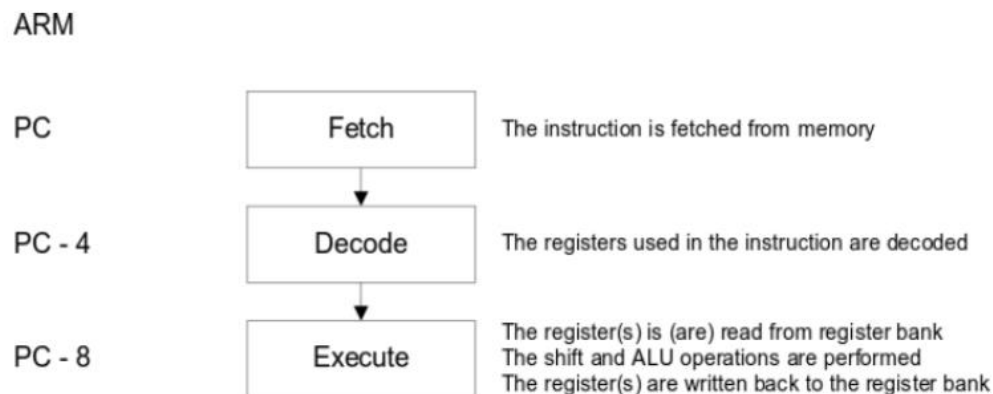 ARM
PC
Fetch
The instruction is fetched from memory
PC - 4
Decode
The registers used in the instruction are decoded
PC - 8
Execute
The register(s) is (are) read from register bank
The shift and ALU operations are performed
The register(s) are written back to the register bank